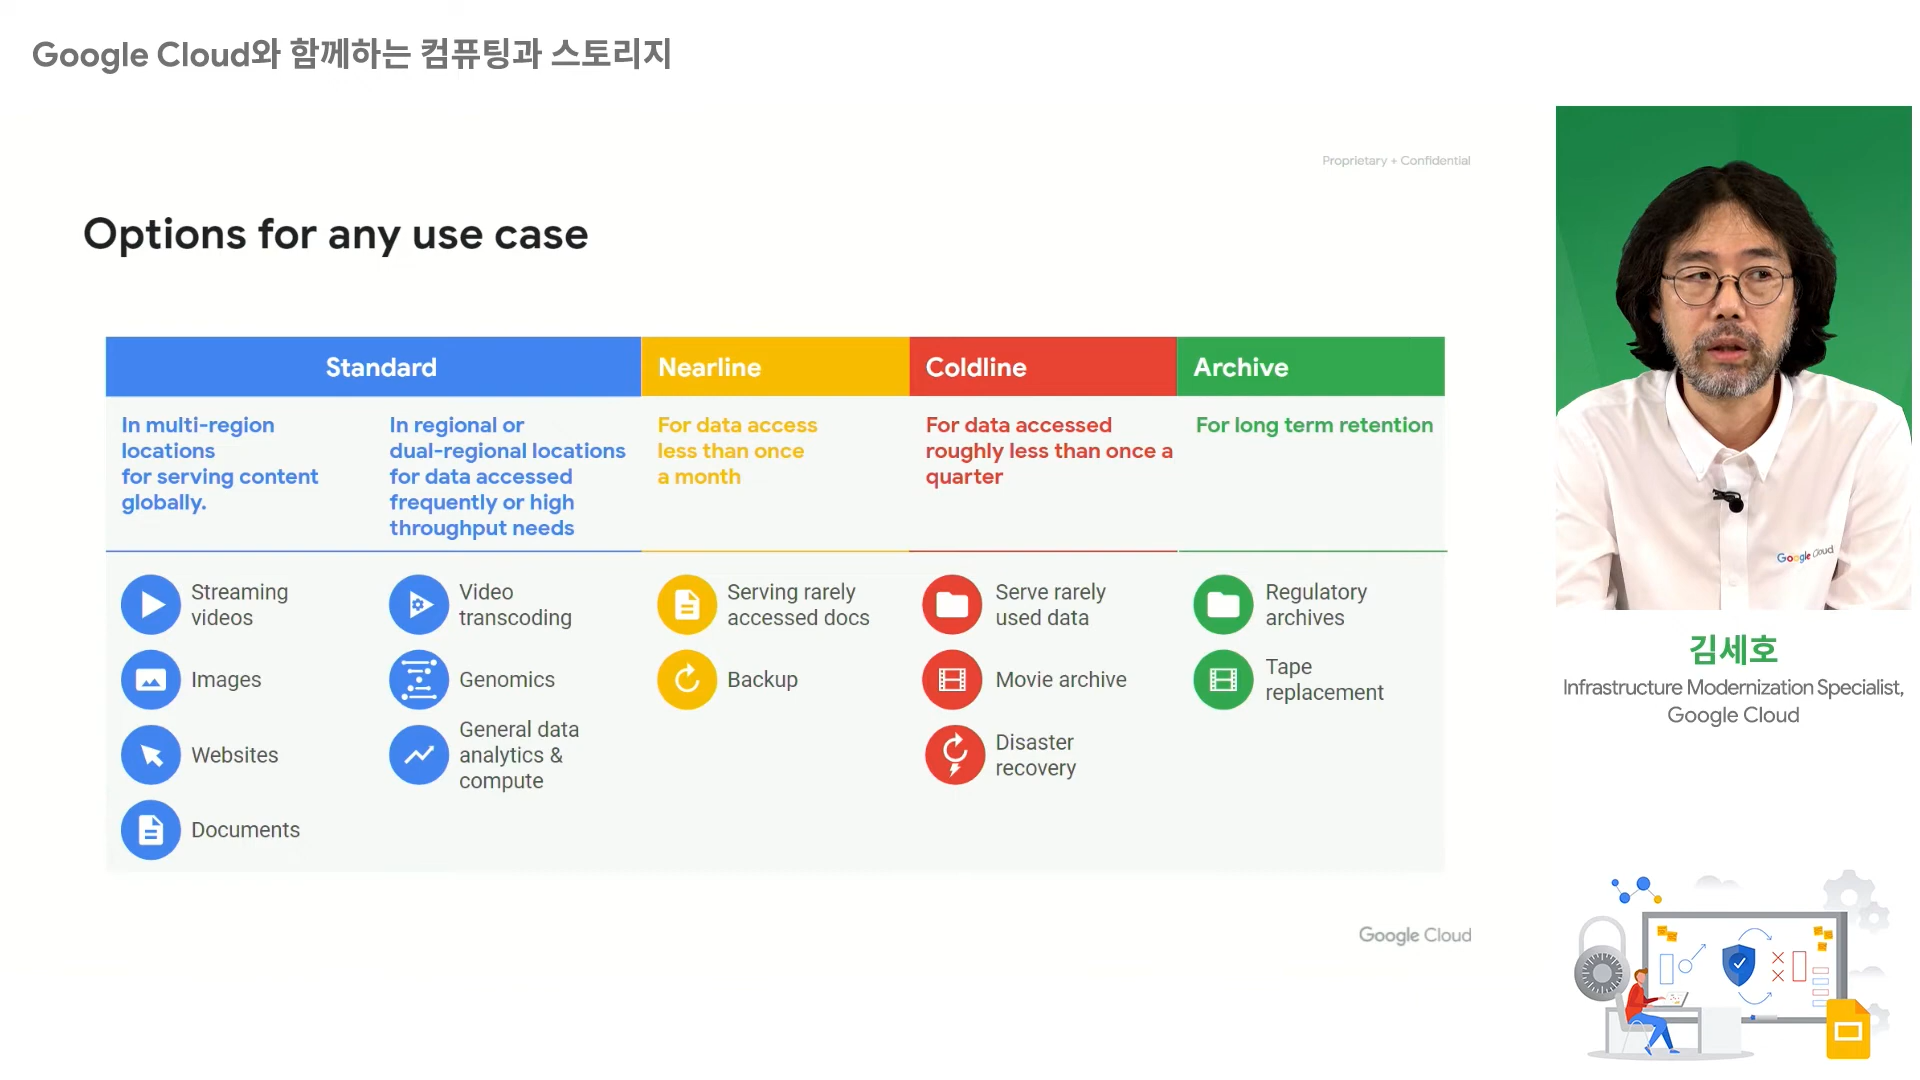 Google Cloud와 함께하는 컴퓨팅과 스토리지
Proprietary + Confidential
Options for any use case
Standard
Nearline
Coldline
Archive
In multi-region
locations
for serving content
globally.
In regional or
dual-regional locations
for data accessed
frequently or high
throughput needs
For data access
less than once
a month
For data accessed
roughly less than once a
quarter
For long term retention
Streaming
videos
Images
Websites
Documents
Video
transcoding
Genomics
General data
analytics &
compute
Serving rarely
accessed docs
Backup
Serve rarely
used data
Movie archive
Disaster
recovery
Regulatory
archives
Tape
replacement
Google Cloud
Google Cloud
김세호
Infrastructure Modernization Specialist,
Google Cloud